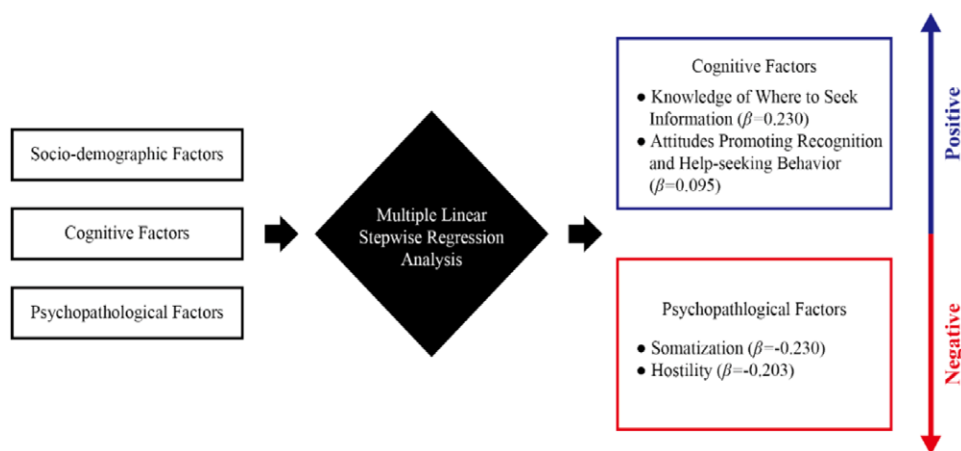 Socio-demographic Factors
Cognitive Factors
Psychopathological Factors
Multiple Linear
Stepwise Regression
Analysis
Cognitive Factors
● Knowledge of Where to Seek
Information (β=0.230)
● Attitudes Promoting Recognition
and Help-seeking Behavior
(β=0.095)
Psychopathlogical Factors
● Somatization (β=-0.230)
● Hostility (β=-0.203)
Positive
Negative